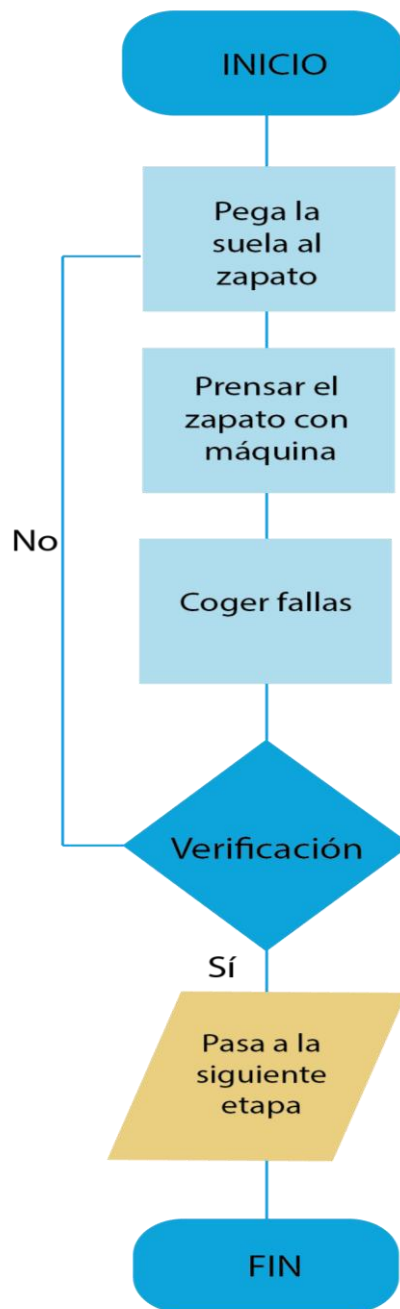 INICIO
Pega la
suela al
zapato
Prensar el
zapato con
máquina
No
Coger fallas
Verificación
Sí
Pasa a la
siguiente
etapa
FIN